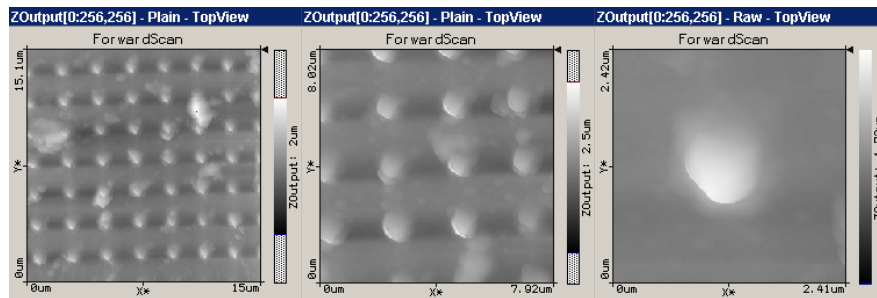 ZOutput[0:256,256] - Plain - TopView
ForwardScan
15.1um
Y*
0um
0um
X*
15um
ZOutput: 2um
ZOutput[0:256,256] - Plain - TopView
ForwardScan
8.02um
Y*
0um
0um
X*
7.92um
ZOutput: 2.5um
ZOutput[0:256,256] - Raw - TopView
ForwardScan
2.42um
Y*
0um
0um
X*
2.41um